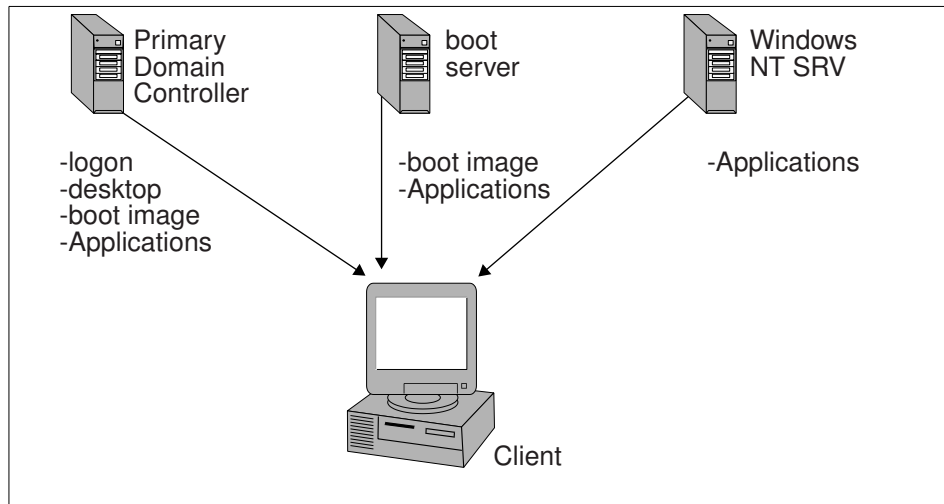 Primary
Domain
Controller
boot
server
Windows
NT SRV
-logon
-desktop
-boot image
-Applications
-boot image
-Applications
-Applications
Client